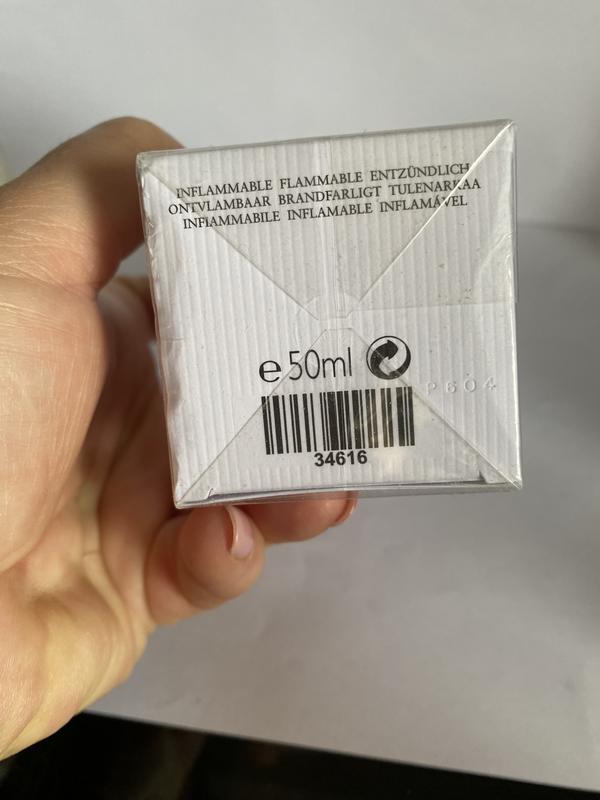 INFLAMMABLE FLAMMABLE ENTZÜNDLICH
ONTVLAMBAAR BRANDFARLIGT TULENARKAA
INFIAMMABILE INFLAMABLE INFLAMÁVEL
e 50ml
P604
34616